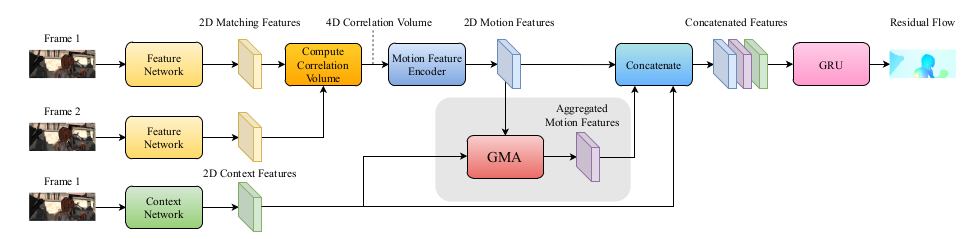 2D Matching Features
4D Correlation Volume
2D Motion Features
Concatenated Features
Residual Flow
Frame 1
Feature
Network
Compute
Correlation
Volume
Motion Feature
Encoder
Concatenate
GRU
Frame 2
Feature
Network
Aggregated
Motion Features
GMA
Frame 1
2D Context Features
Context
Network